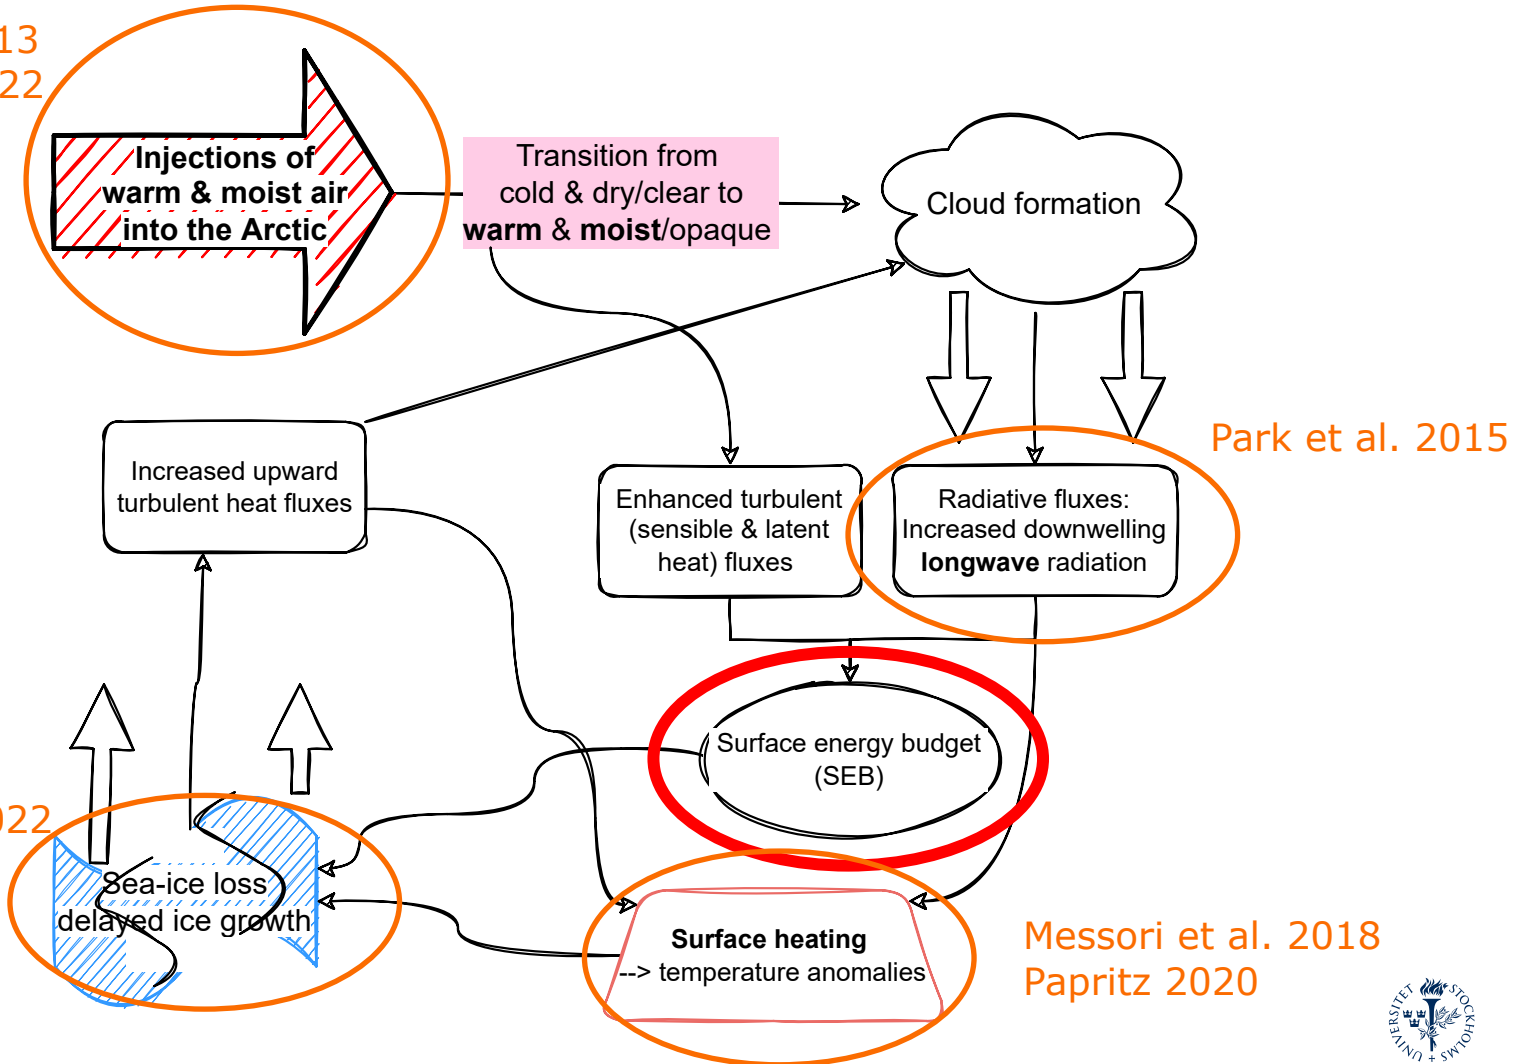 13
22
Injections of
warm & moist air
into the Arctic
Transition from
cold & dry/clear to
warm & moist/opaque
Cloud formation
Park et al. 2015
Increased upward
turbulent heat fluxes
Enhanced turbulent
(sensible & latent
heat) fluxes
Radiative fluxes:
Increased downwelling
longwave radiation
Surface energy budget
(SEB)
022
Sea-ice loss
delayed ice growth
Surface heating
--> temperature anomalies
Messori et al. 2018
Papritz 2020
STOCKHOLMS UNIVERSITET